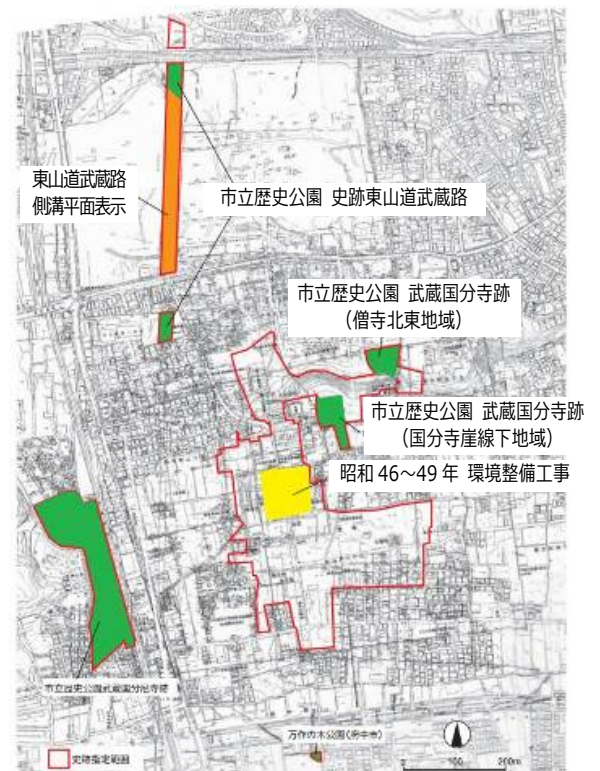 東山道武蔵路
側溝平面表示
市立歴史公園 史跡東山道武蔵路
市立歴史公園 武蔵国分寺跡
(僧寺北東地域)
市立歴史公園 武蔵国分寺跡
(国分寺崖線下地域)
昭和 46~49 年 環境整備工事
市立歴史公園武蔵国分尼寺跡
万作の木公園(府中市)
史跡指定範囲
0 100 200m